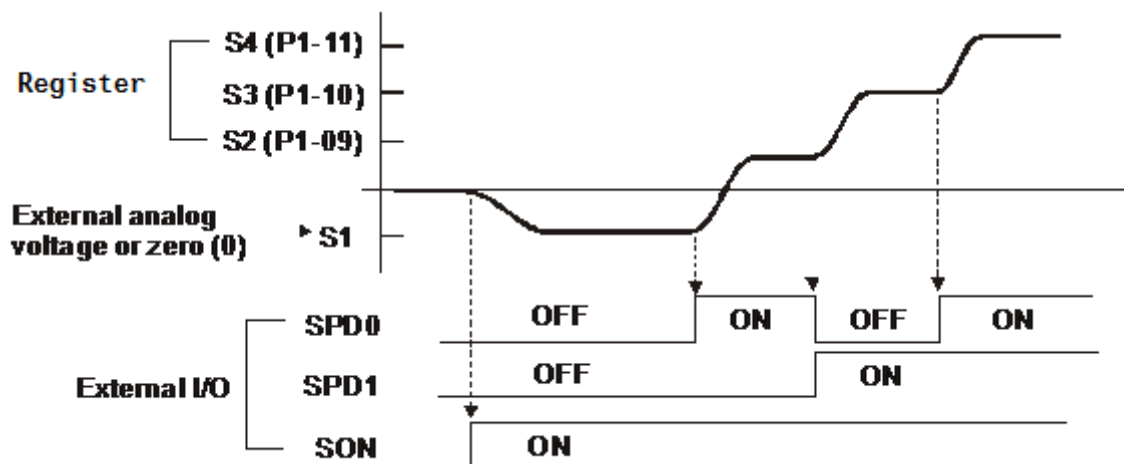 S4 (P1-11)
Register
S3 (P1-10)
S2 (P1-09)
External analog
voltage or zero (0)
S1
SPD0 OFF ON OFF ON
External I/O
SPD1 OFF ON
SON ON